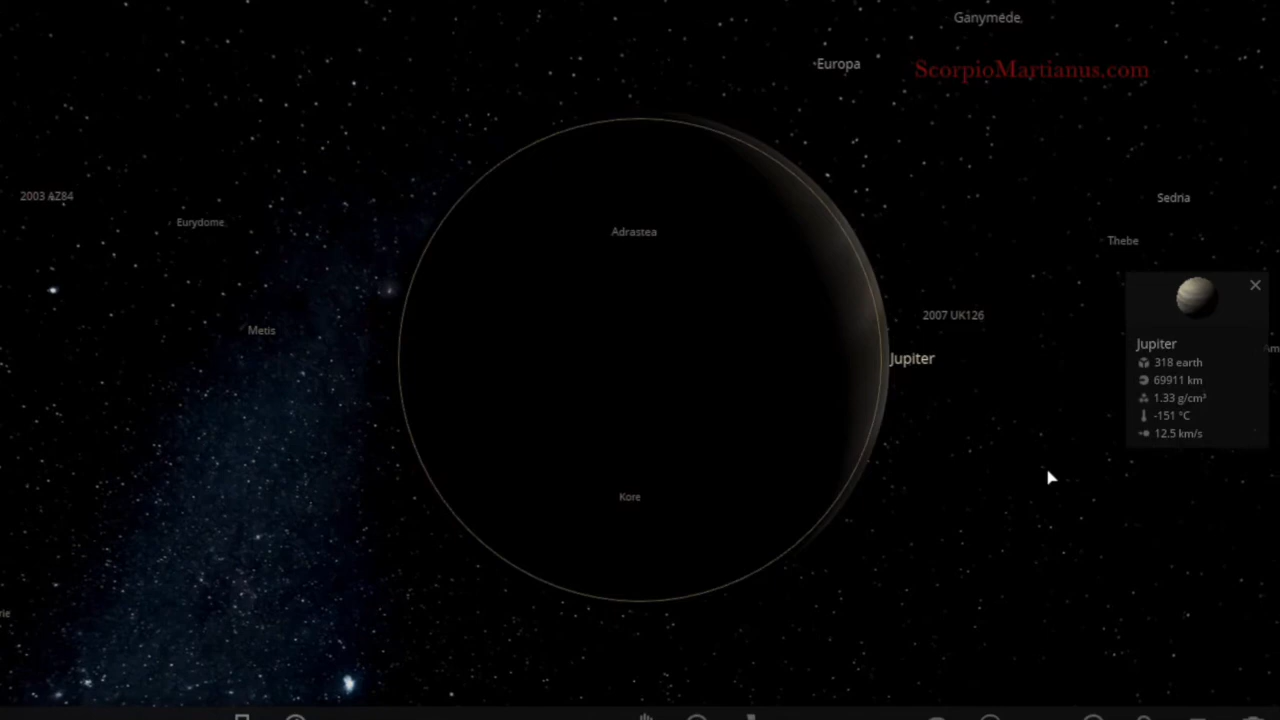 Ganymede
Europa
ScorpioMartianus.com
2003 AZ84
Sedria
Eurydome
Adrastea
Thebe
2007 UK126
Metis
Jupiter
Jupiter
318 earth
69911 km
1.33 g/cm³
-151 °C
12.5 km/s
Kore